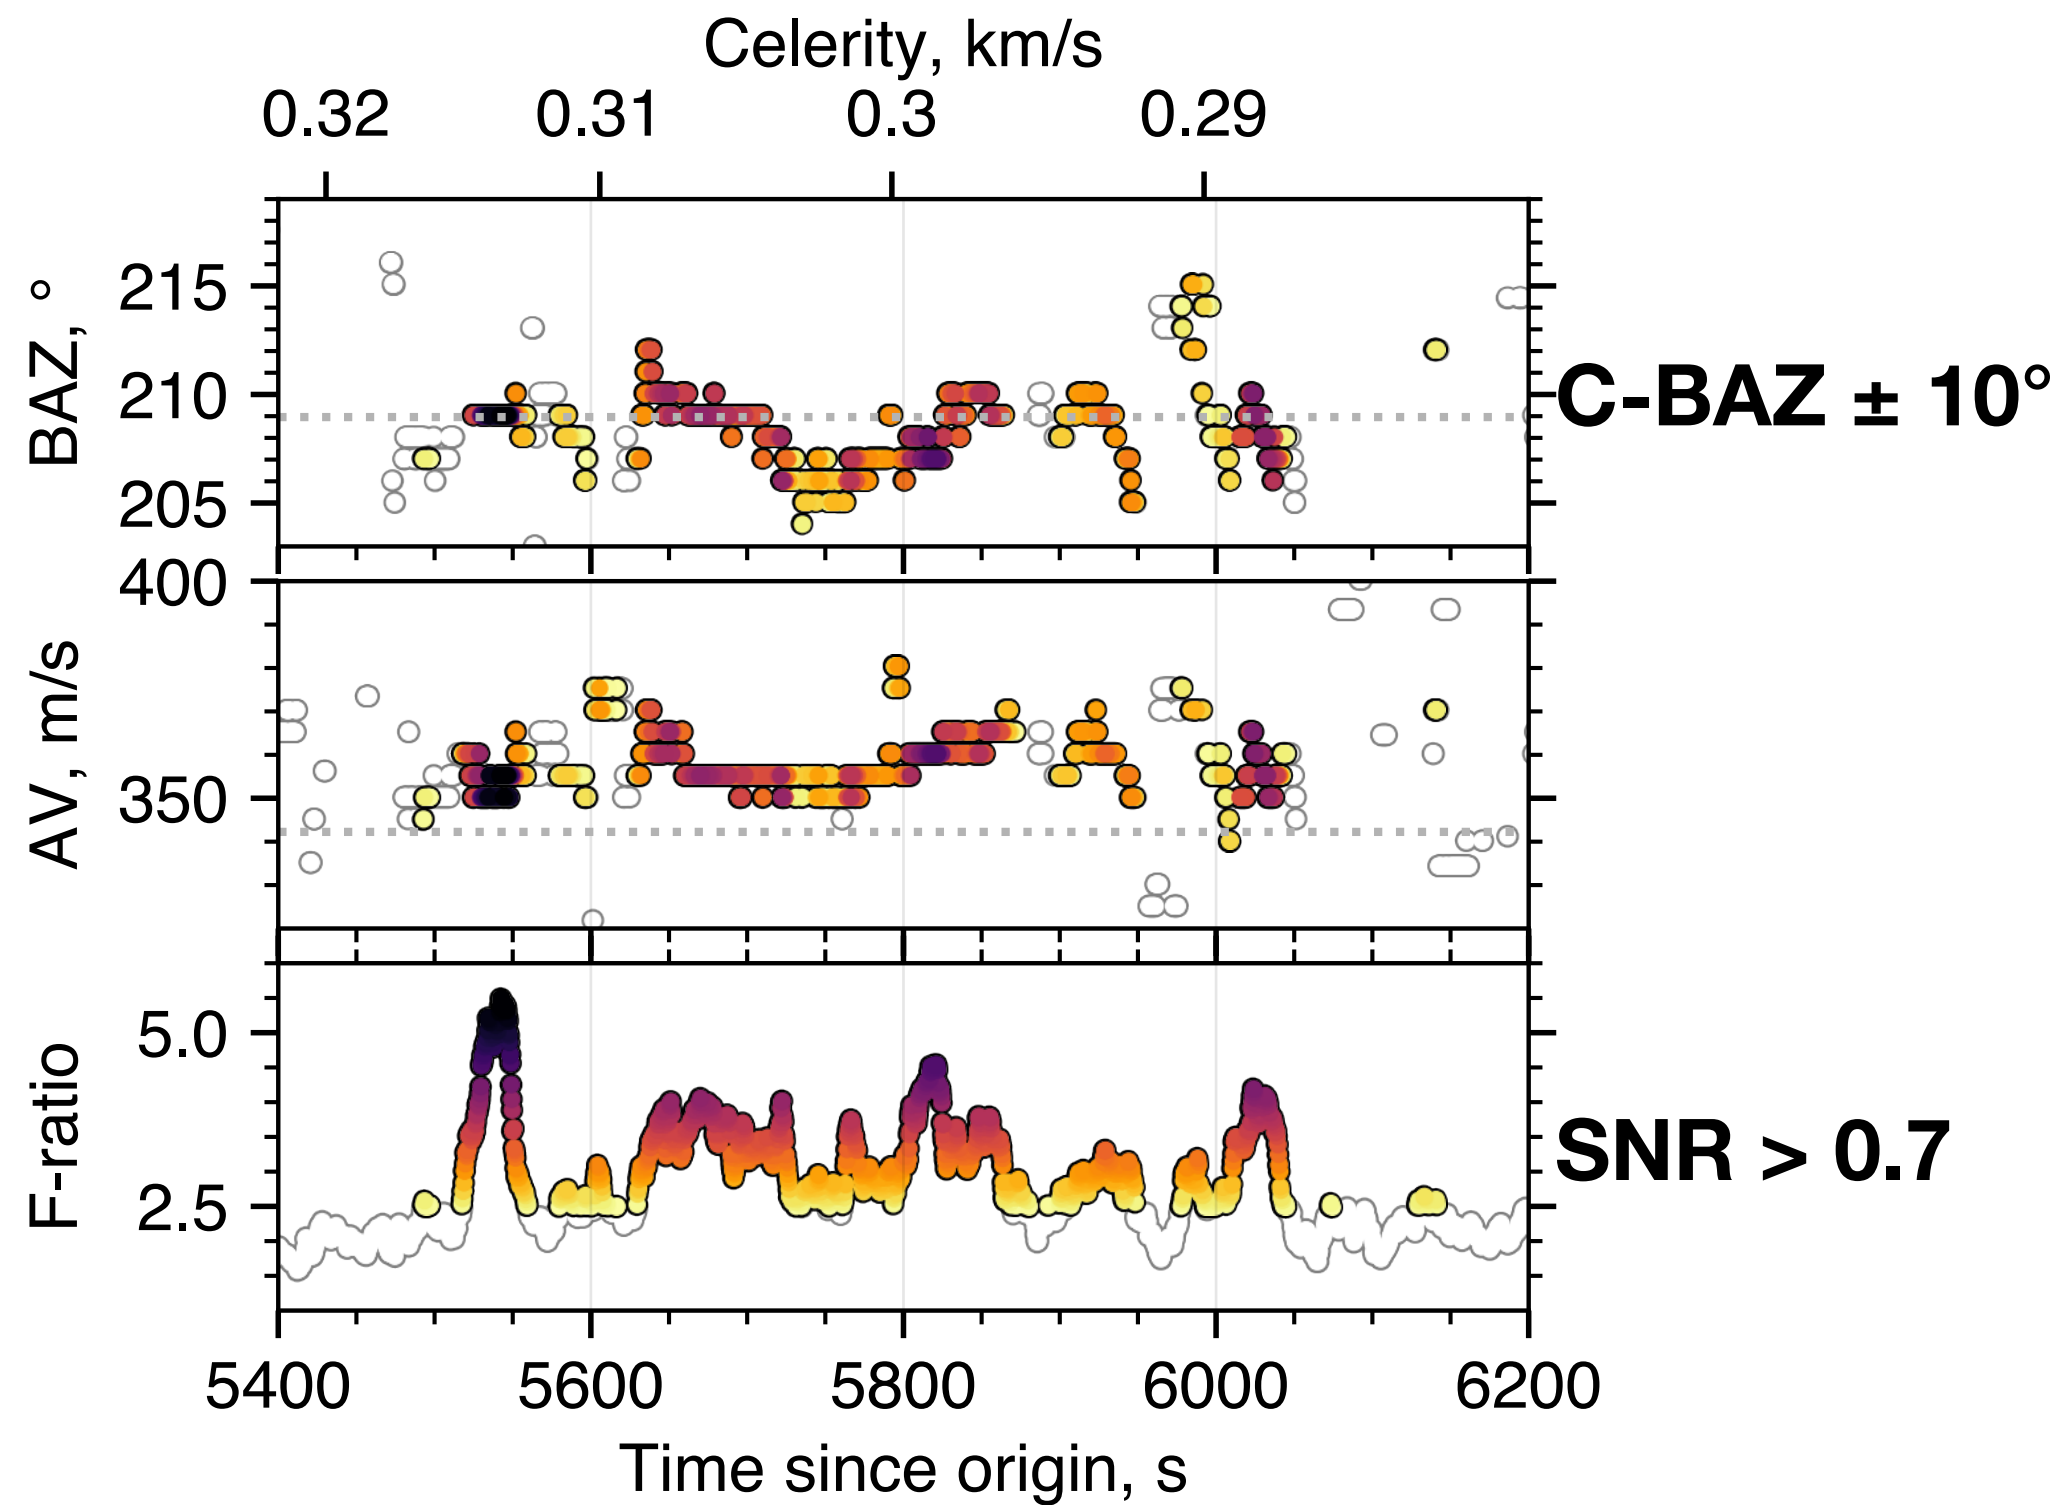 Celerity, km/s
0.32 0.31 0.3 0.29
BAZ, °
215
210
205
C-BAZ ± 10°
AV, m/s
400
350
F-ratio
5.0
2.5
SNR > 0.7
5400 5600 5800 6000 6200
Time since origin, s